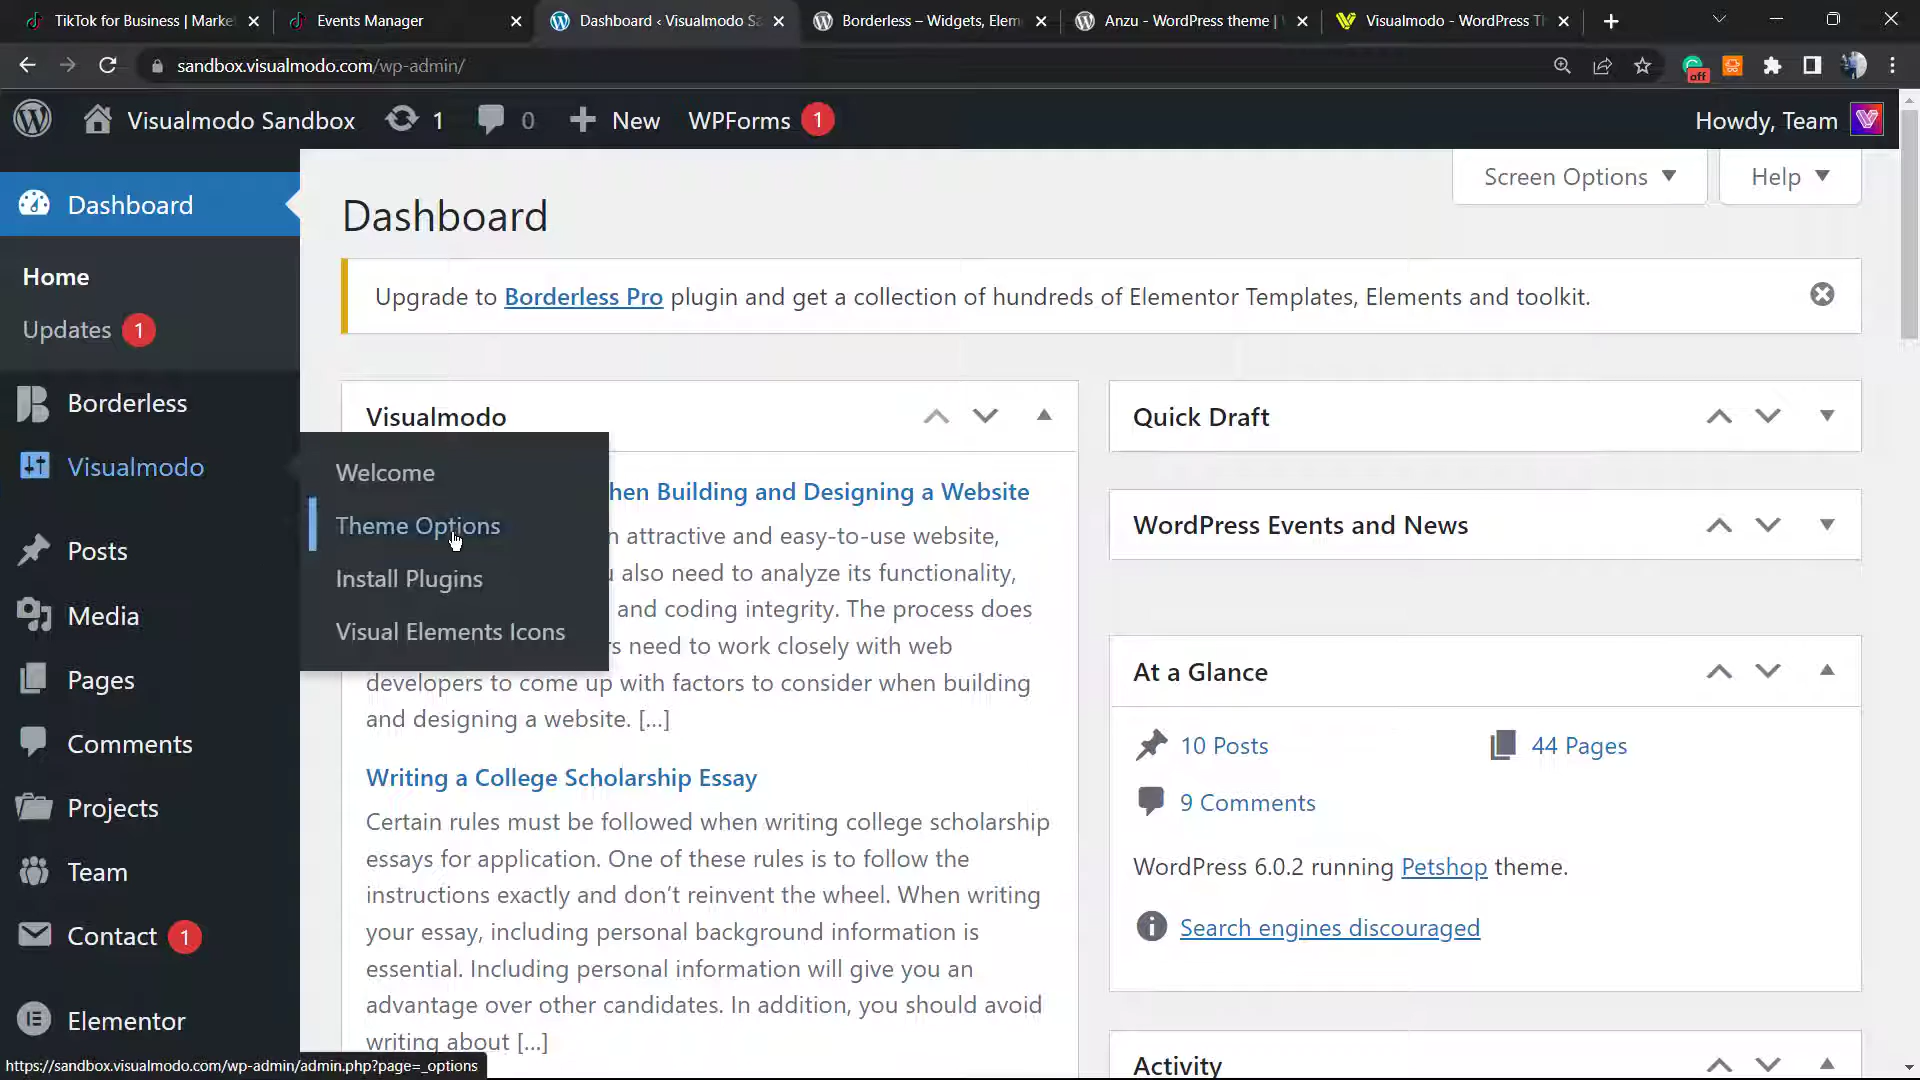 TikTok for Business | Marke
Events Manager
Dashboard ‹ Visualmodo Sa
Borderless – Widgets, Elem
Anzu - WordPress theme |
Visualmodo - WordPress Th
sandbox.visualmodo.com/wp-admin/
off
Visualmodo Sandbox
1
0
New
WPForms
1
Howdy, Team
Dashboard
Home
Updates 1
Borderless
Visualmodo
Posts
Media
Pages
Comments
Projects
Team
Contact 1
Elementor
Welcome
Theme Options
Install Plugins
Visual Elements Icons
Screen Options
Help
Dashboard
Upgrade to Borderless Pro plugin and get a collection of hundreds of Elementor Templates, Elements and toolkit.
Visualmodo
hen Building and Designing a Website
n attractive and easy-to-use website,
also need to analyze its functionality,
and coding integrity. The process does
rs need to work closely with web
developers to come up with factors to consider when building
and designing a website. […]
Writing a College Scholarship Essay
Certain rules must be followed when writing college scholarship
essays for application. One of these rules is to follow the
instructions exactly and don’t reinvent the wheel. When writing
your essay, including personal background information is
essential. Including personal information will give you an
advantage over other candidates. In addition, you should avoid
writing about […]
Quick Draft
WordPress Events and News
At a Glance
10 Posts
44 Pages
9 Comments
WordPress 6.0.2 running Petshop theme.
Search engines discouraged
Activity
https://sandbox.visualmodo.com/wp-admin/admin.php?page=_options